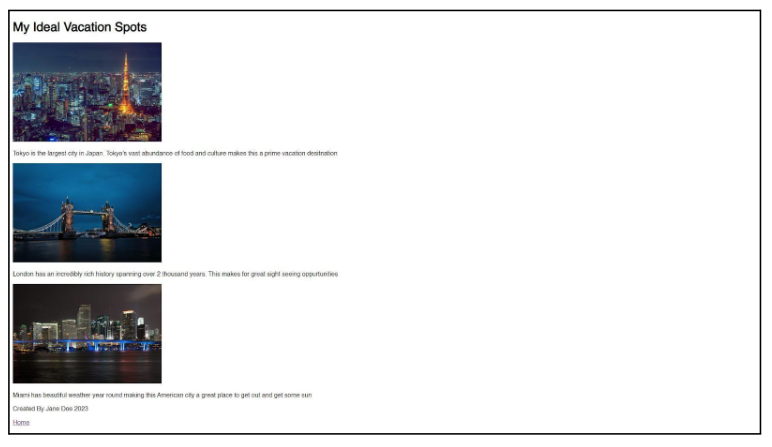 My Ideal Vacation Spots
Tokyo is the largest city in Japan. Tokyo's vast abundance of food and culture makes this a prime vacation desitnation
London has an incredibly rich history spanning over 2 thousand years. This makes for great sight seeing oppurtunities
Miami has beautiful weather year round making this American city a great place to get out and get some sun
Created By Jane Doe 2023
Home